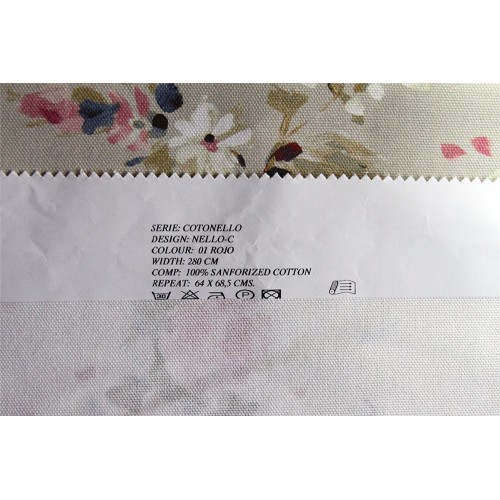 SERIE: COTONELLO
DESIGN: NELLO-C
COLOUR: 01 ROJO
WIDTH: 280 CM
COMP: 100% SANFORIZED COTTON
REPEAT: 64 X 68,5 CMS.
30 P